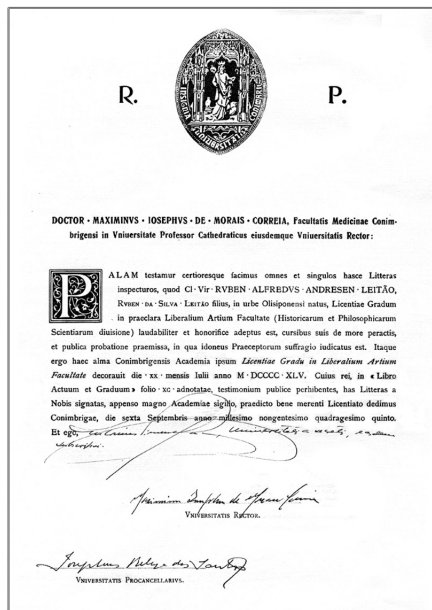 R. P.
INSIGNIA VNIVERSITATIS CONIMBRI
DOCTOR · MAXIMINVS · IOSEPHVS · DE · MORAIS · CORREIA, Facultatis Medicinae Conim-
brigensi in Vniuersitate Professor Cathedraticus eiusdemque Vniuersitatis Rector:
PALAM testamur certioresque facimus omnes et singulos hasce Litteras
inspecturos, quod Cl · Vir · RVBEN · ALFREDVS · ANDRESEN · LEITÃO,
RVBEN · DA · SILVA · LEITÃO filius, in urbe Olisiponensi natus, Licentiae Gradum
in praeclara Liberalium Artium Facultate (Historicarum et Philosophicarum
Scientiarum diuisione) laudabiliter et honorifice adeptus est, cursibus suis de more peractis,
et publica probatione praemissa, in qua idoneus Praeceptorum suffragio iudicatus est. Itaque
ergo haec alma Conimbrigensis Academia ipsum Licentiae Gradu in Liberalium Artium
Facultate decorauit die · xx · mensis Iulii anno M · DCCCC · XLV. Cuius rei, in «Libro
Actuum et Graduum» folio · xc · adnotatae, testimonium publice perhibentes, has Litteras a
Nobis signatas, appenso magno Academiae sigillo, praedicto bene merenti Licentiato dedimus
Conimbrigae, die sexta Septembris anno millesimo nongentesimo quadragesimo quinto.
Et ego,
VNIVERSITATIS RECTOR.
VNIVERSITATIS PROCANCELLARIVS.